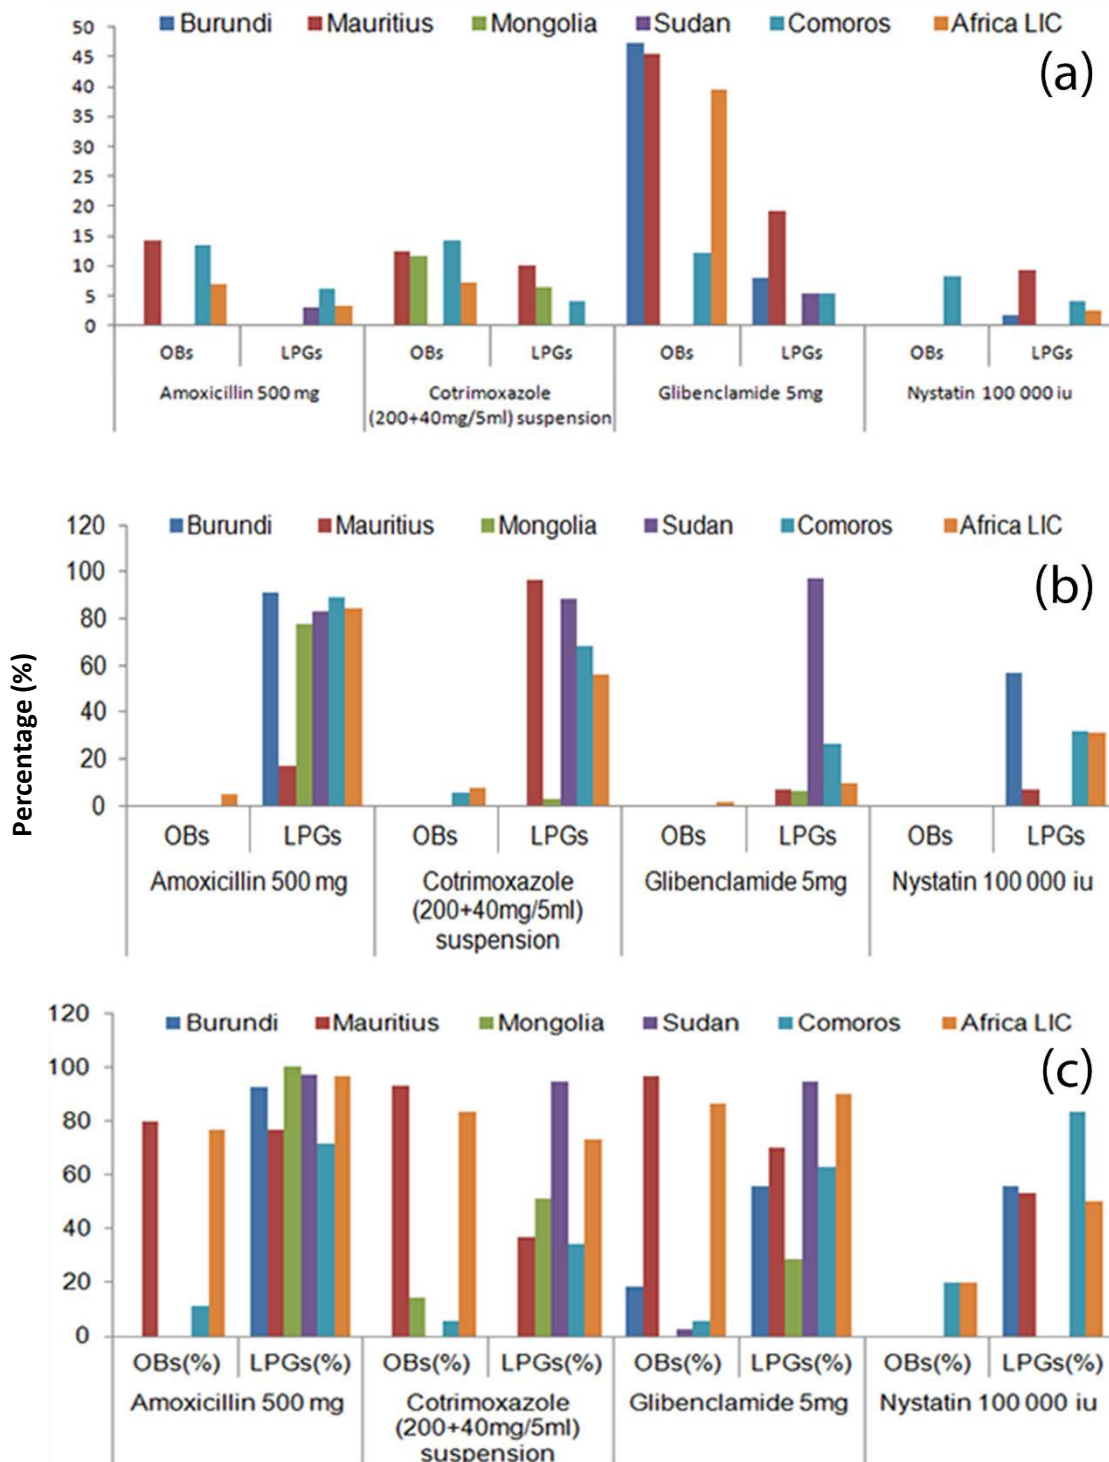 Burundi Mauritius Mongolia Sudan Comoros Africa LIC
(a)
50
45
40
35
30
25
20
15
10
5
0
OBs LPGs OBs LPGs OBs LPGs OBs LPGs
Amoxicillin 500 mg Cotrimoxazole (200+40mg/5ml) suspension Glibenclamide 5mg Nystatin 100 000 iu
Percentage (%)
Burundi Mauritius Mongolia Sudan Comoros Africa LIC
(b)
120
100
80
60
40
20
0
OBs LPGs OBs LPGs OBs LPGs OBs LPGs
Amoxicillin 500 mg Cotrimoxazole (200+40mg/5ml) suspension Glibenclamide 5mg Nystatin 100 000 iu
Burundi Mauritius Mongolia Sudan Comoros Africa LIC
(c)
120
100
80
60
40
20
0
OBs(%) LPGs(%) OBs(%) LPGs(%) OBs(%) LPGs(%) OBs(%) LPGs(%)
Amoxicillin 500 mg Cotrimoxazole (200+40mg/5ml) suspension Glibenclamide 5mg Nystatin 100 000 iu